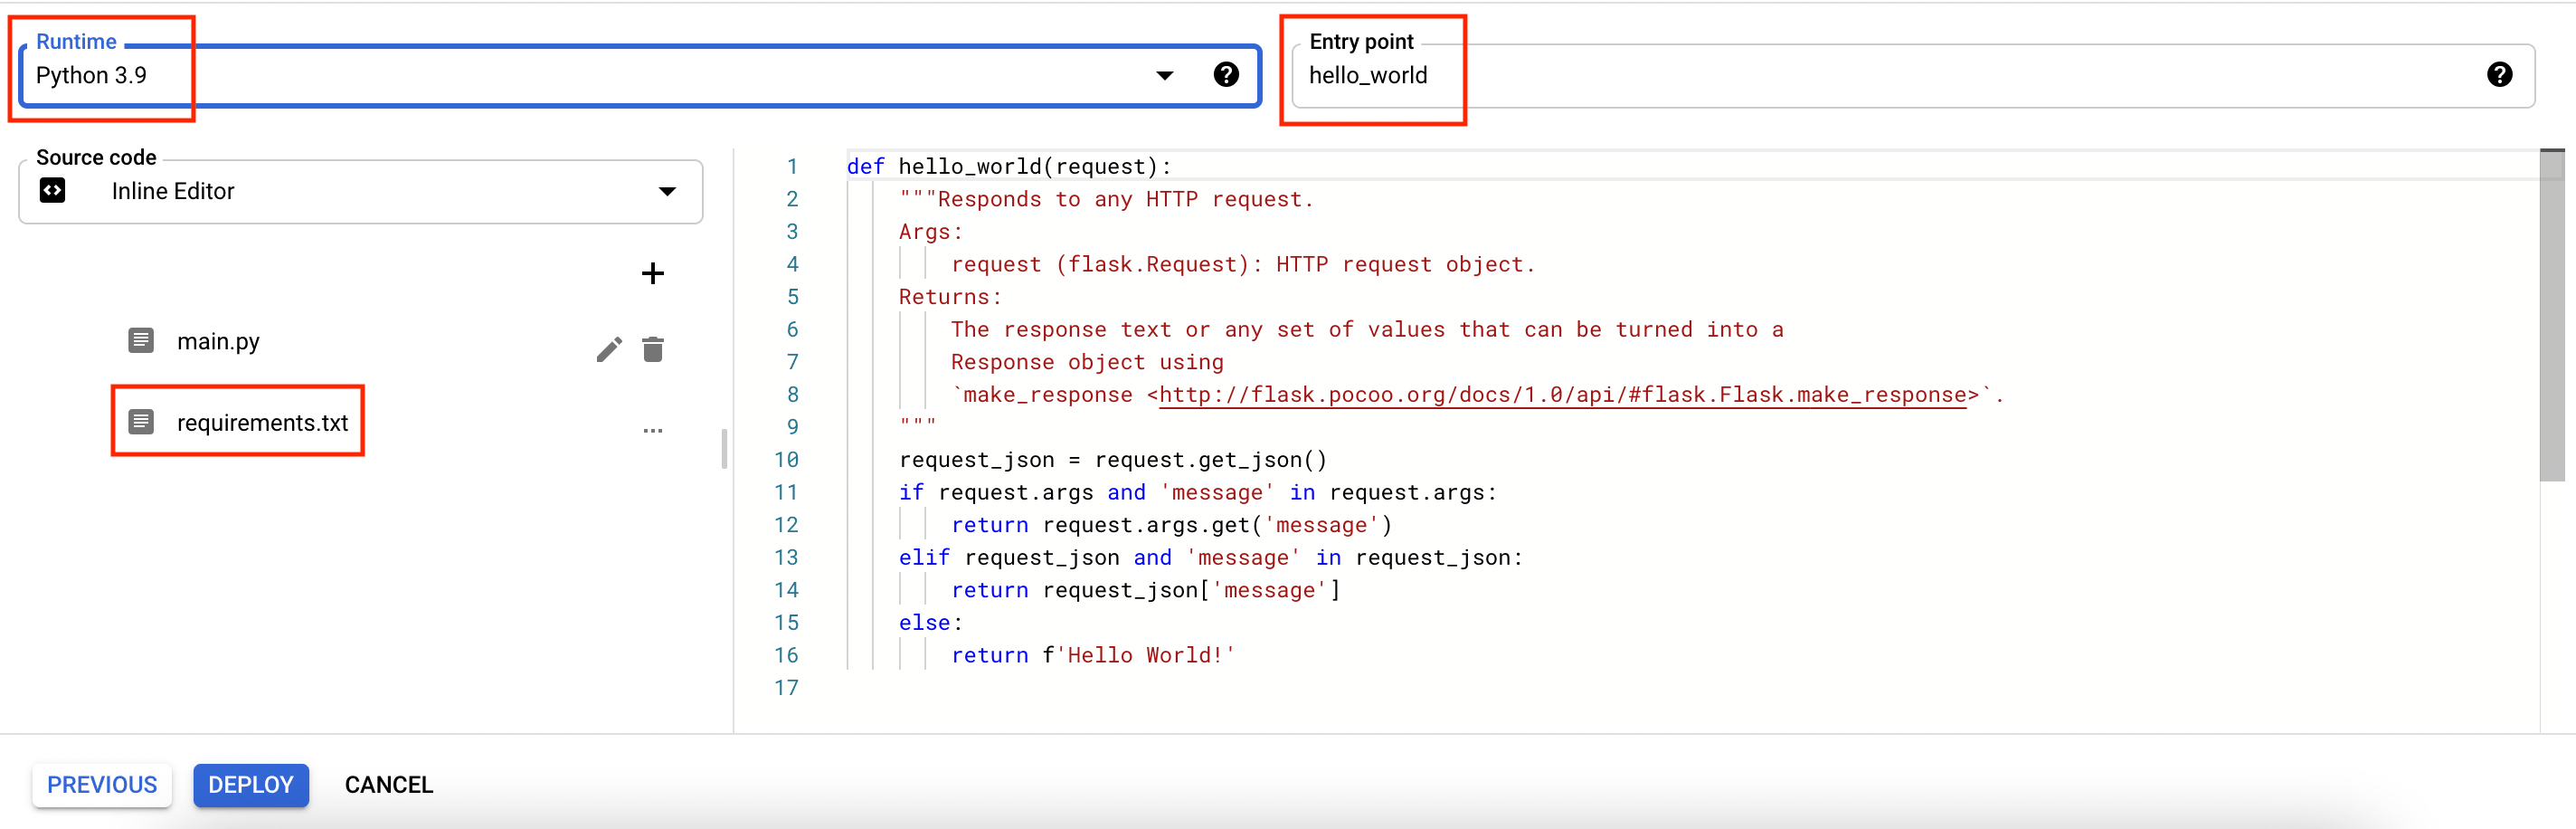 Runtime
Python 3.9
Entry point
hello_world
Source code
Inline Editor
main.py
requirements.txt
1 def hello_world(request):
2     """Responds to any HTTP request.
3     Args:
4         request (flask.Request): HTTP request object.
5     Returns:
6         The response text or any set of values that can be turned into a
7         Response object using
8         `make_response <http://flask.pocoo.org/docs/1.0/api/#flask.Flask.make_response>`.
9     """
10     request_json = request.get_json()
11     if request.args and 'message' in request.args:
12         return request.args.get('message')
13     elif request_json and 'message' in request_json:
14         return request_json['message']
15     else:
16         return f'Hello World!'
17
PREVIOUS DEPLOY CANCEL